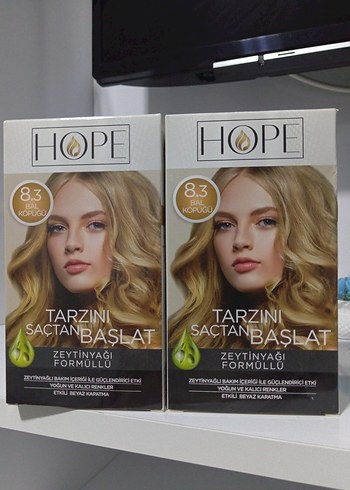 HOPE
8.3
BAL
KÖPÜĞÜ
TARZINI
SAÇTAN BAŞLAT
ZEYTİNYAĞI
FORMÜLLÜ
ZEYTİNYAĞLI BAKIM İÇERİĞİ İLE GÜÇLENDİRİCİ ETKİ
YOĞUN VE KALICI RENKLER
ETKİLİ BEYAZ KAPATMA
HOPE
8.3
BAL
KÖPÜĞÜ
TARZINI
SAÇTAN BAŞLAT
ZEYTİNYAĞI
FORMÜLLÜ
ZEYTİNYAĞLI BAKIM İÇERİĞİ İLE GÜÇLENDİRİCİ ETKİ
YOĞUN VE KALICI RENKLER
ETKİLİ BEYAZ KAPATMA